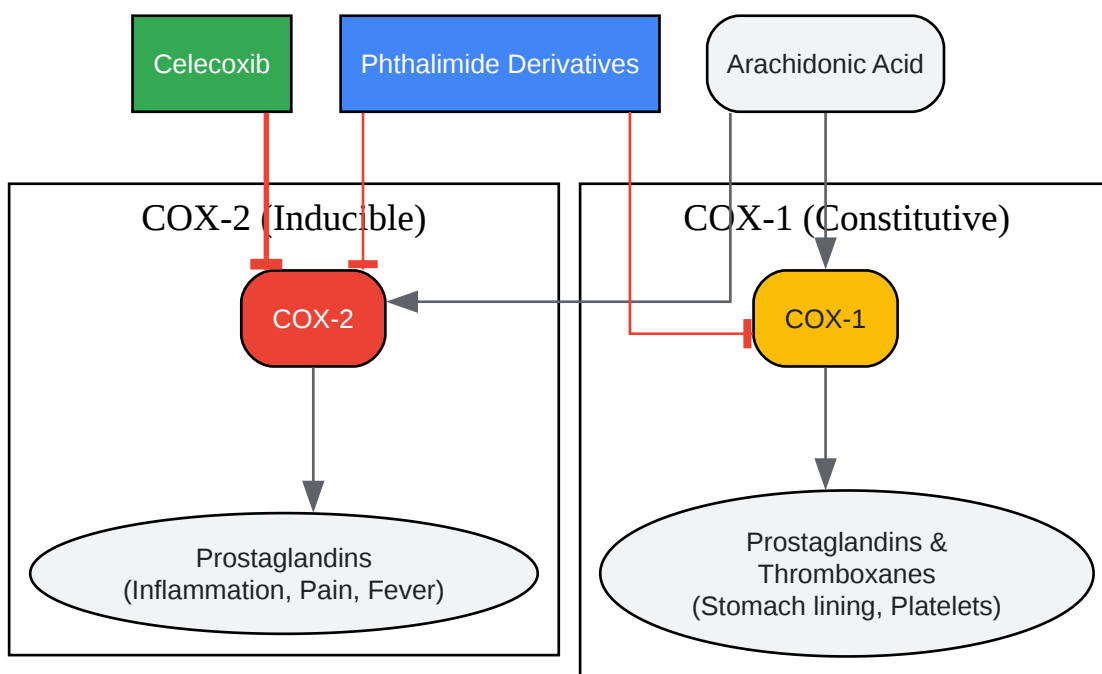 Celecoxib
Phthalimide Derivatives
Arachidonic Acid
COX-2 (Inducible)
COX-1 (Constitutive)
COX-2
COX-1
Prostaglandins
(Inflammation, Pain, Fever)
Prostaglandins &
Thromboxanes
(Stomach lining, Platelets)